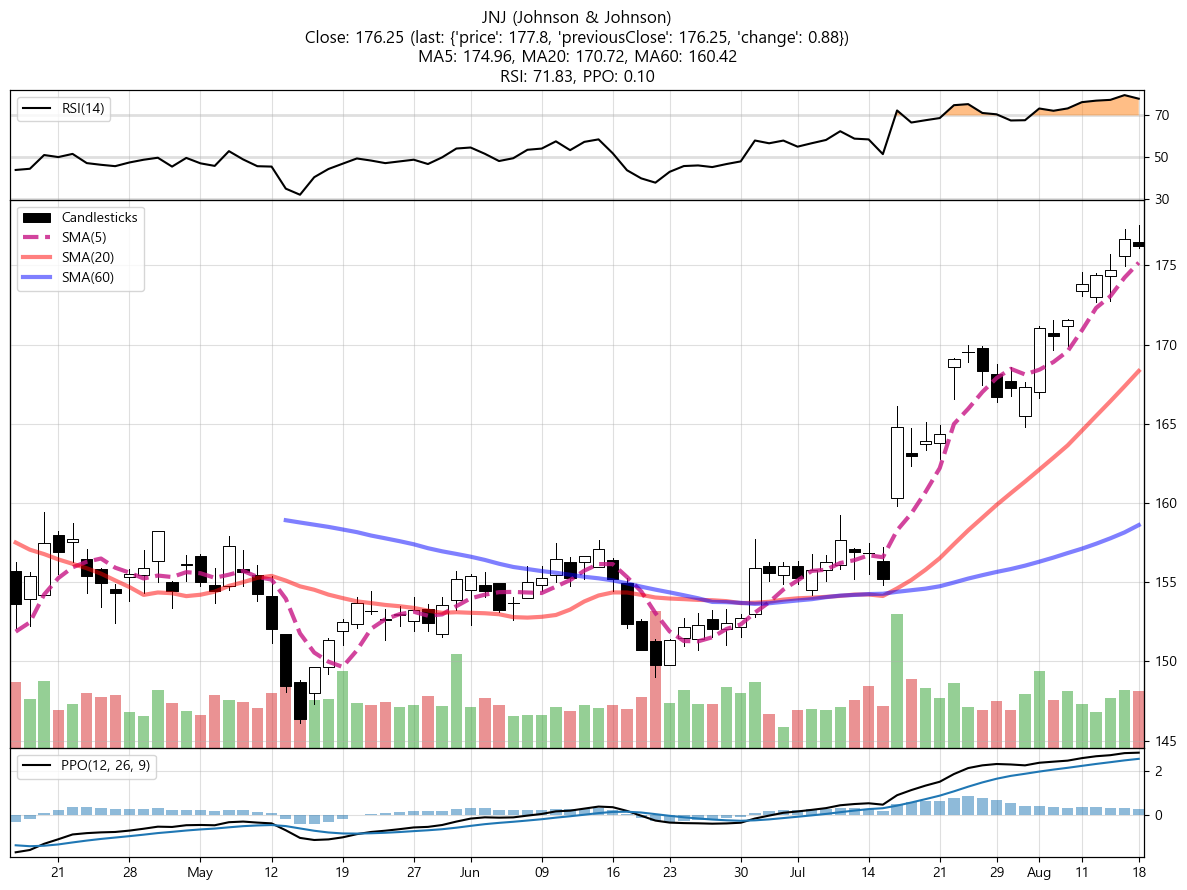 JNJ (Johnson & Johnson)
Close: 176.25 (last: {'price': 177.8, 'previousClose': 176.25, 'change': 0.88})
MA5: 174.96, MA20: 170.72, MA60: 160.42
RSI: 71.83, PPO: 0.10
RSI(14)
70
50
30
Candlesticks
SMA(5)
SMA(20)
SMA(60)
175
170
165
160
155
150
145
PPO(12, 26, 9)
2
0
21 28 May 12 19 27 Jun 09 16 23 30 Jul 14 21 29 Aug 11 18